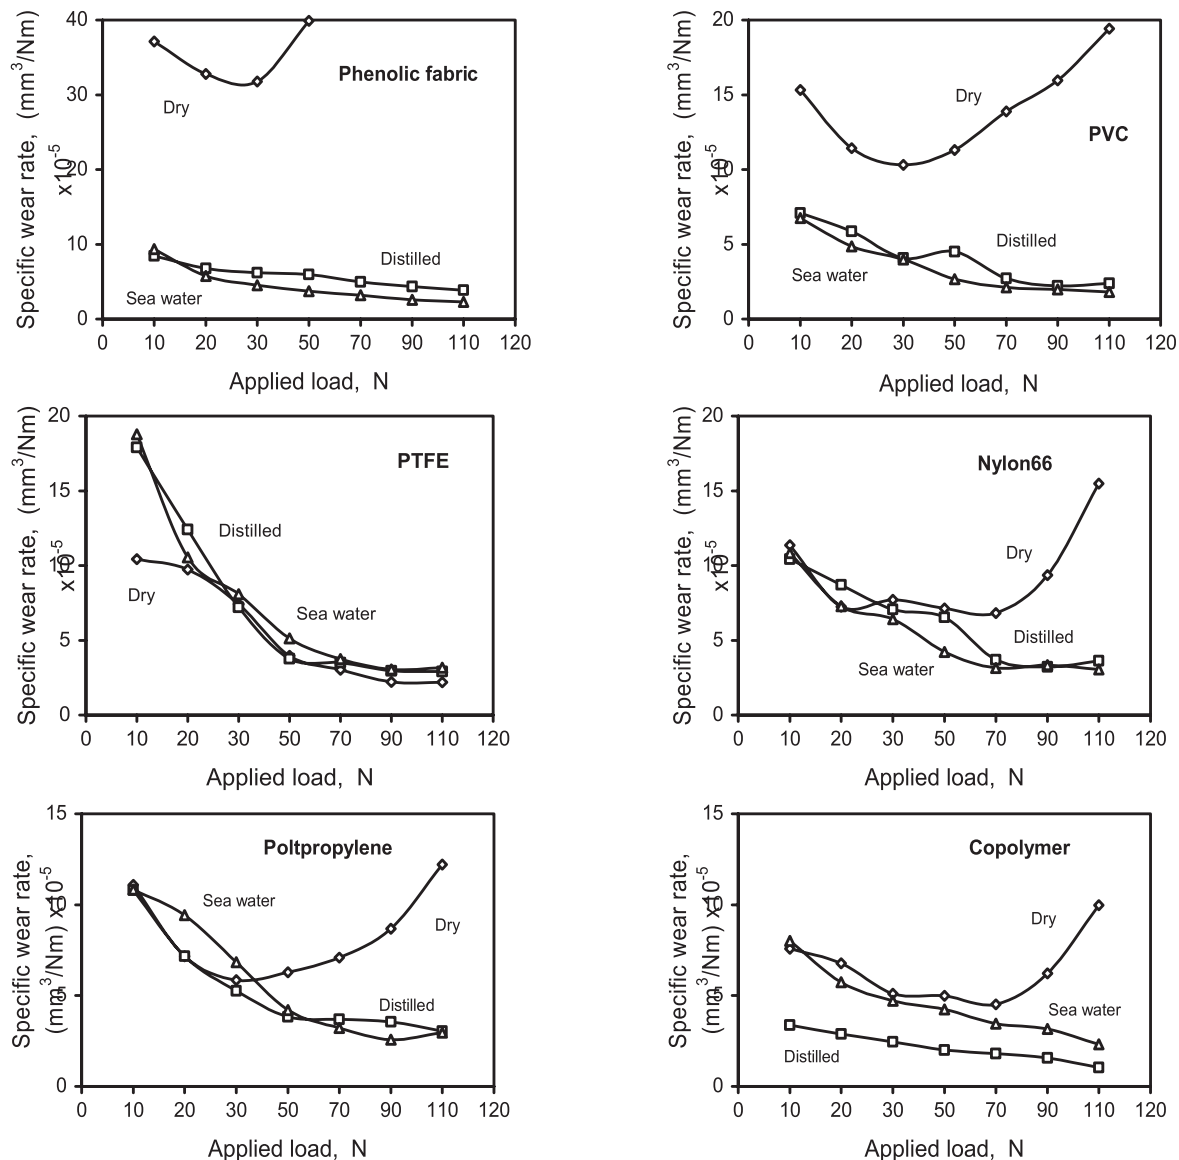 Specific wear rate, (mm³/Nm)
x10⁻⁵
40
30
20
10
0
Phenolic fabric
Dry
Distilled
Sea water
0 10 20 30 50 70 90 110 120
Applied load, N
Specific wear rate, (mm³/Nm)
x10⁻⁵
20
15
10
5
0
Dry
PVC
Distilled
Sea water
0 10 20 30 50 70 90 110 120
Applied load, N
Specific wear rate, (mm³/Nm)
x10⁻⁵
20
15
10
5
0
PTFE
Distilled
Dry
Sea water
0 10 20 30 50 70 90 110 120
Applied load, N
Specific wear rate, (mm³/Nm)
x10⁻⁵
20
15
10
5
0
Nylon66
Dry
Distilled
Sea water
0 10 20 30 50 70 90 110 120
Applied load, N
Specific wear rate,
(mm³/Nm) x10⁻⁵
15
10
5
0
Poltpropylene
Sea water
Dry
Distilled
0 10 20 30 50 70 90 110 120
Applied load, N
Specific wear rate,
(mm³/Nm) x10⁻⁵
15
10
5
0
Copolymer
Dry
Sea water
Distilled
0 10 20 30 50 70 90 110 120
Applied load, N